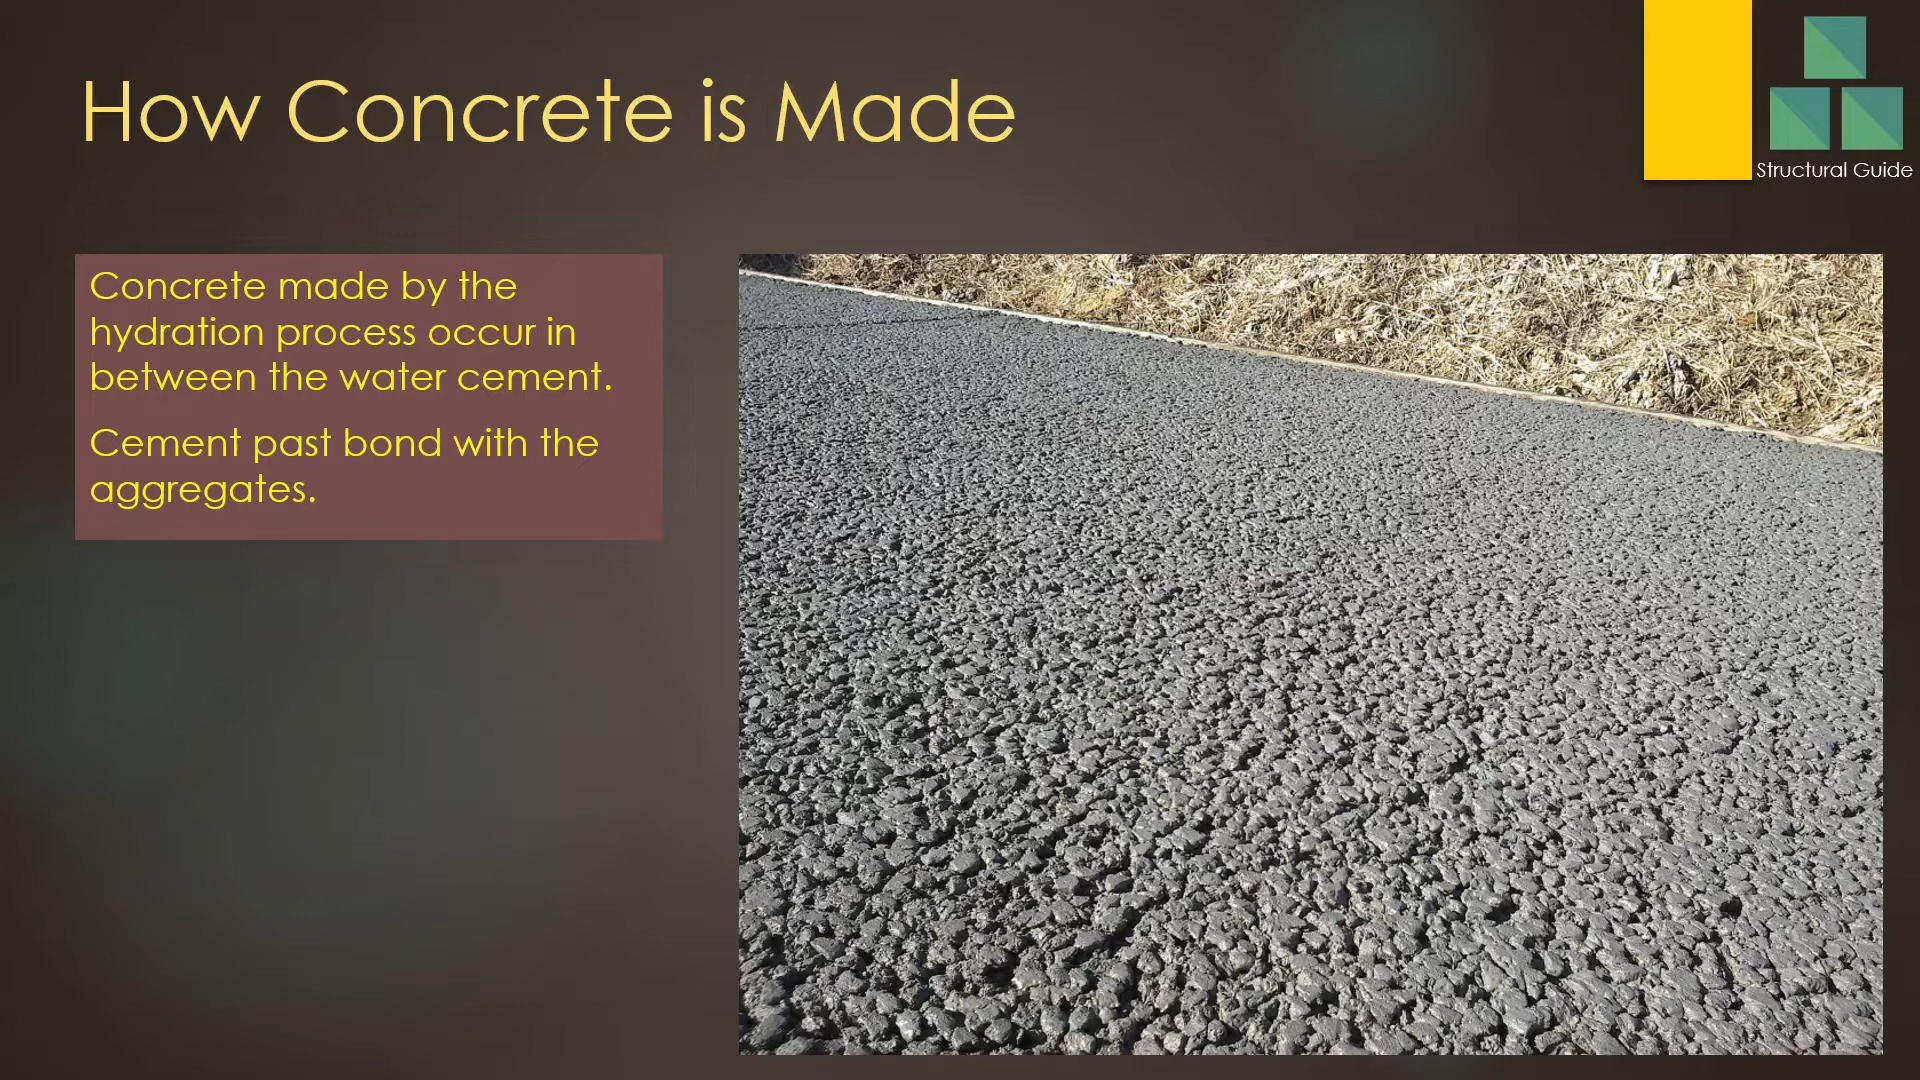 How Concrete is Made
Structural Guide
Concrete made by the
hydration process occur in
between the water cement.
Cement past bond with the
aggregates.